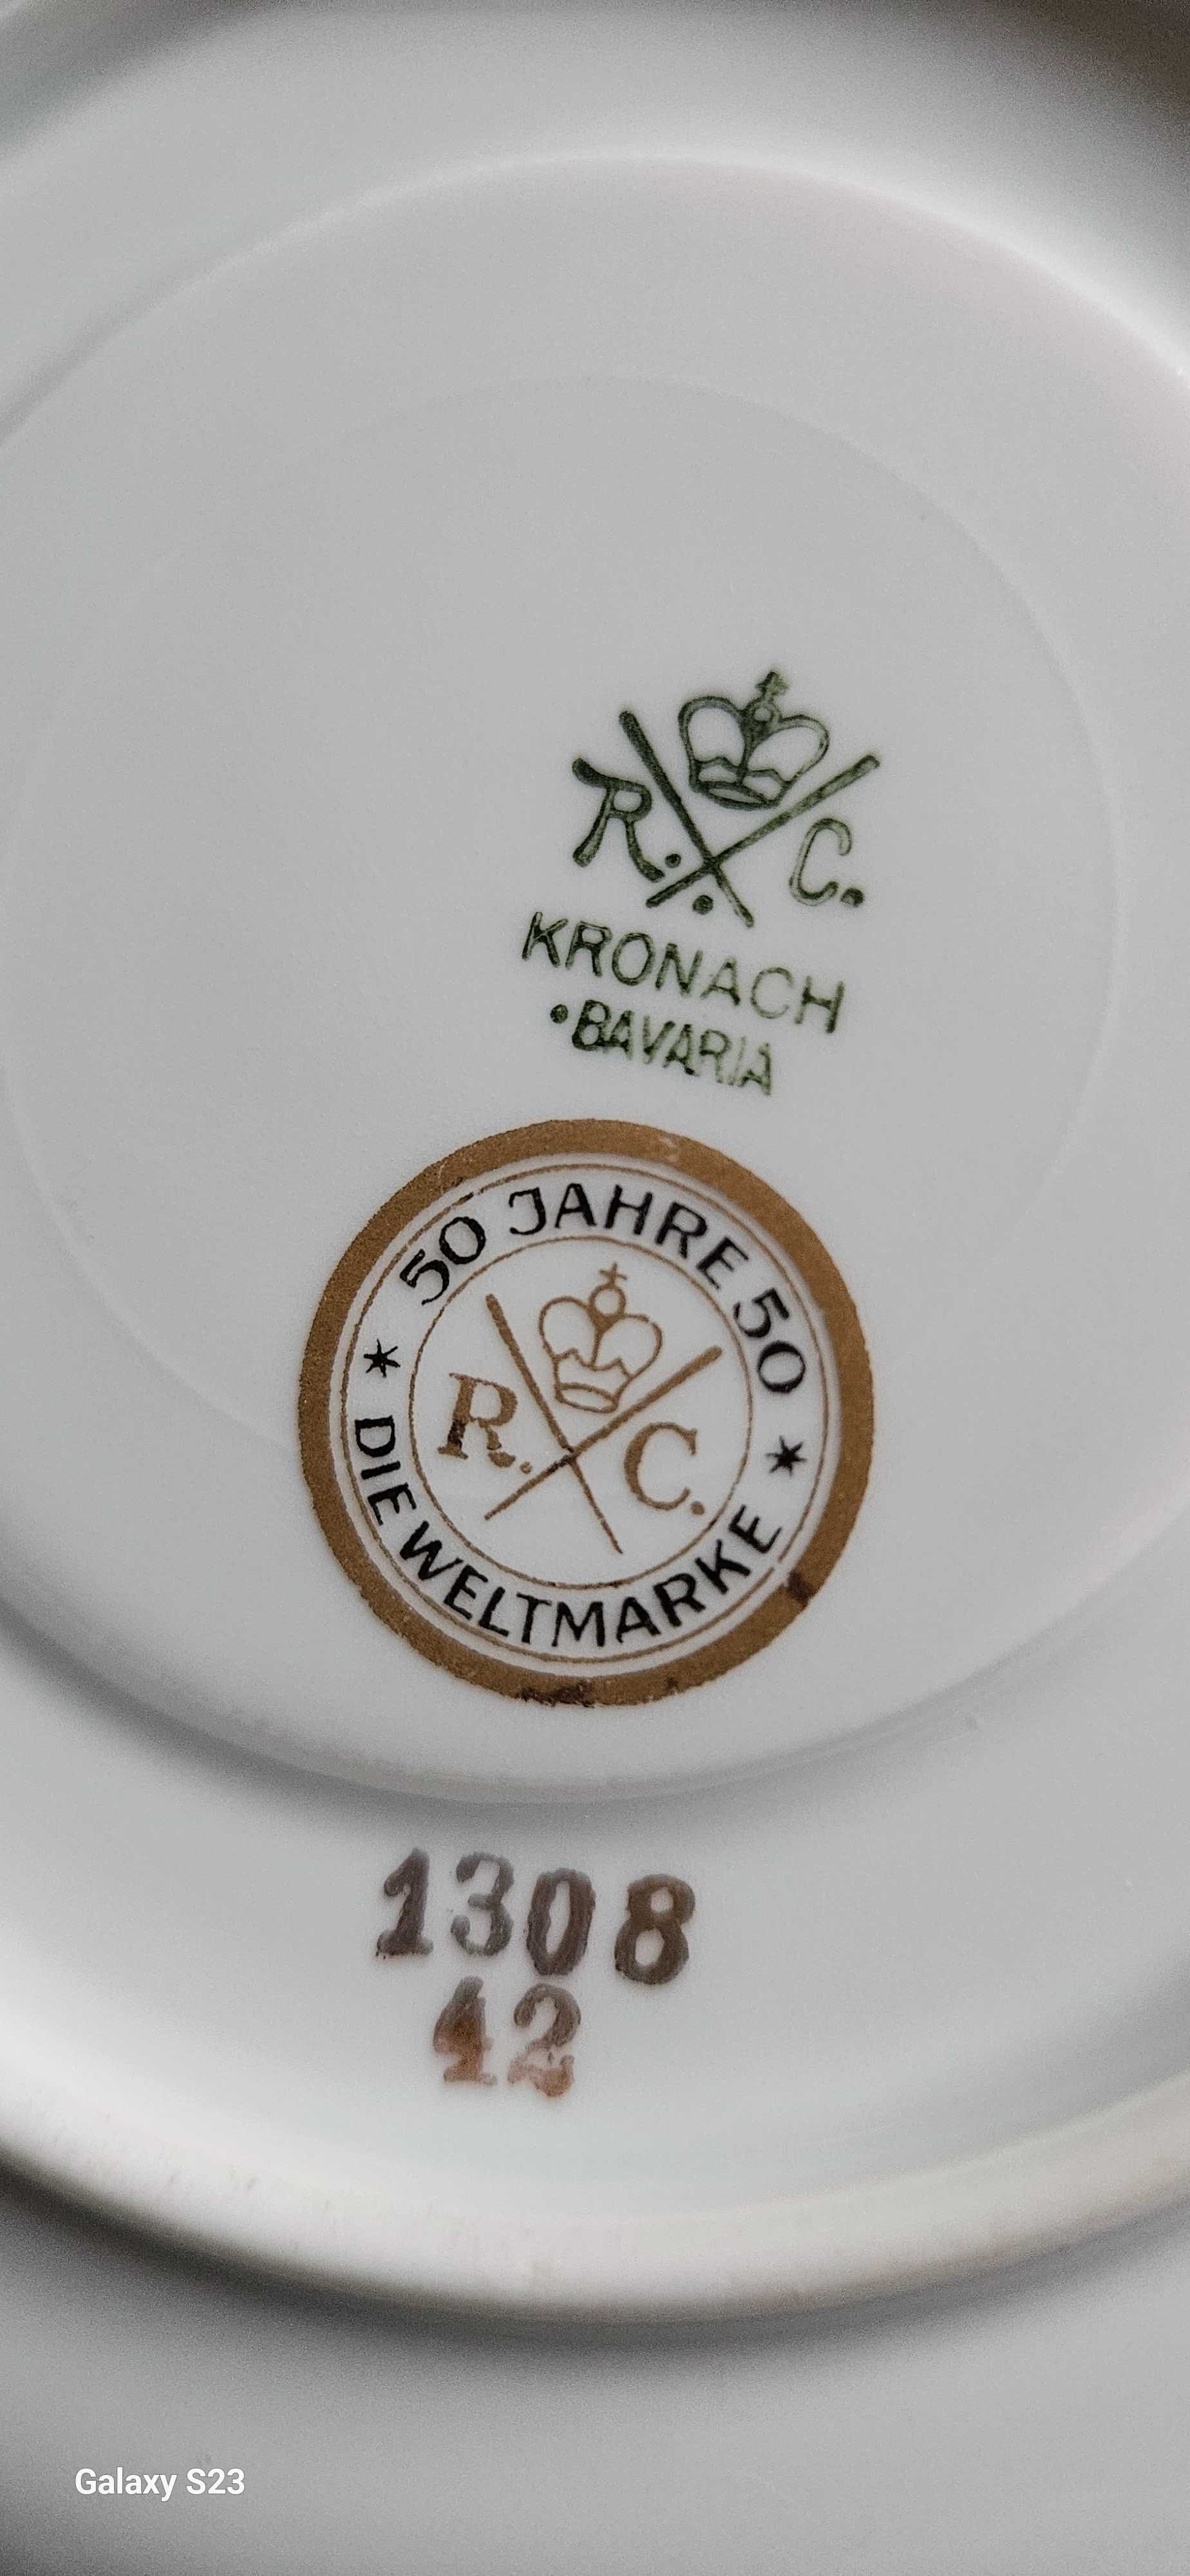 R. C.
KRONACH
•BAVARIA
50 JAHRE 50
R. C.
* DIE WELTMARKE *
1308
42
Galaxy S23